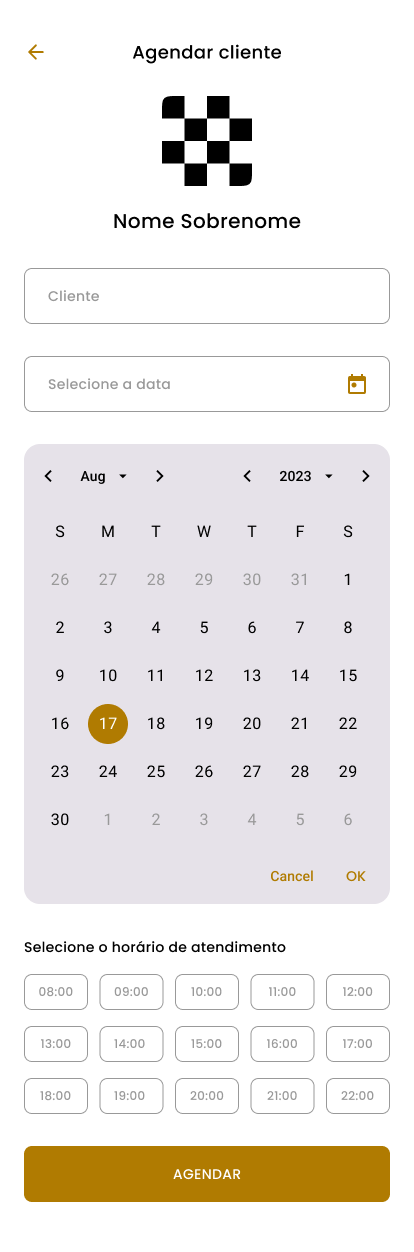 Agendar cliente
Nome Sobrenome
Cliente
Selecione a data
Aug 2023
S M T W T F S
26 27 28 29 30 31 1
2 3 4 5 6 7 8
9 10 11 12 13 14 15
16 17 18 19 20 21 22
23 24 25 26 27 28 29
30 1 2 3 4 5 6
Cancel OK
Selecione o horário de atendimento
08:00 09:00 10:00 11:00 12:00
13:00 14:00 15:00 16:00 17:00
18:00 19:00 20:00 21:00 22:00
AGENDAR